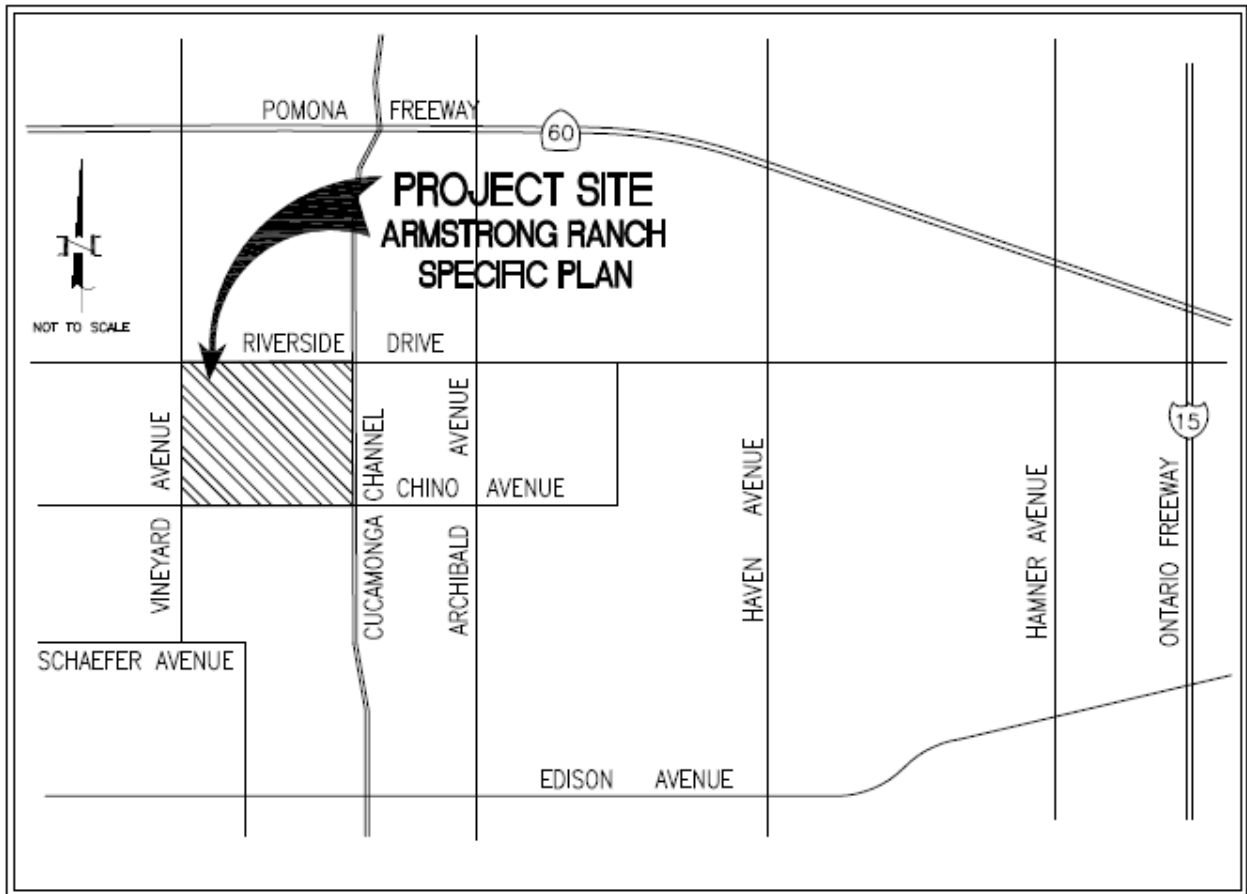 POMONA FREEWAY
60
PROJECT SITE
ARMSTRONG RANCH
SPECIFIC PLAN
N
NOT TO SCALE
RIVERSIDE DRIVE
VINEYARD AVENUE
CUCAMONGA CHANNEL
ARCHIBALD AVENUE
CHINO AVENUE
HAVEN AVENUE
HAMNER AVENUE
ONTARIO FREEWAY
15
SCHAEFER AVENUE
EDISON AVENUE